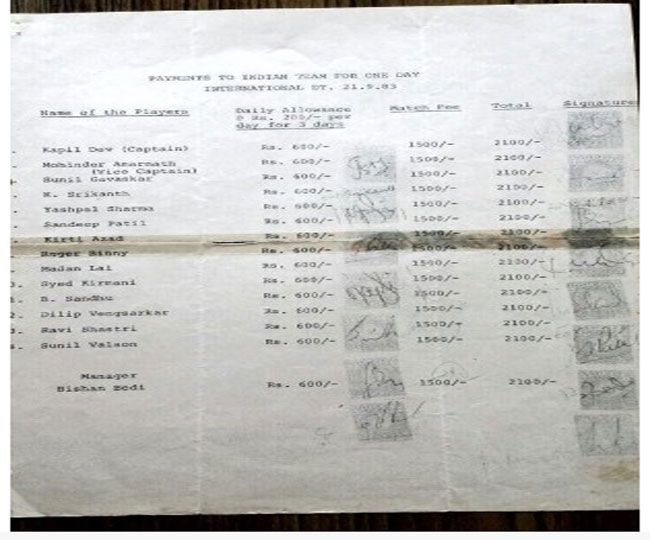 PAYMENTS TO INDIAN TEAM FOR ONE DAY
INTERNATIONAL DT. 21.9.83
Name of the Players Daily Allowance @ Rs. 200/- per day for 3 days Match Fee Total Signature
Kapil Dev (Captain) Rs. 600/- 1500/- 2100/-
Mohinder Amarnath (Vice Captain) Rs. 600/- 1500/- 2100/-
Sunil Gavaskar Rs. 600/- 1500/- 2100/-
K. Srikanth Rs. 600/- 1500/- 2100/-
Yashpal Sharma Rs. 600/- 1500/- 2100/-
Sandeep Patil Rs. 600/- 1500/- 2100/-
Kirti Azad Rs. 600/- 1500/- 2100/-
Roger Binny Rs. 600/- 1500/- 2100/-
Madan Lal Rs. 600/- 1500/- 2100/-
Syed Kirmani Rs. 600/- 1500/- 2100/-
B. Sandhu Rs. 600/- 1500/- 2100/-
Dilip Vengsarkar Rs. 600/- 1500/- 2100/-
Ravi Shastri Rs. 600/- 1500/- 2100/-
Sunil Valson Rs. 600/- 1500/- 2100/-
Manager
Bishan Bedi Rs. 600/- 1500/- 2100/-